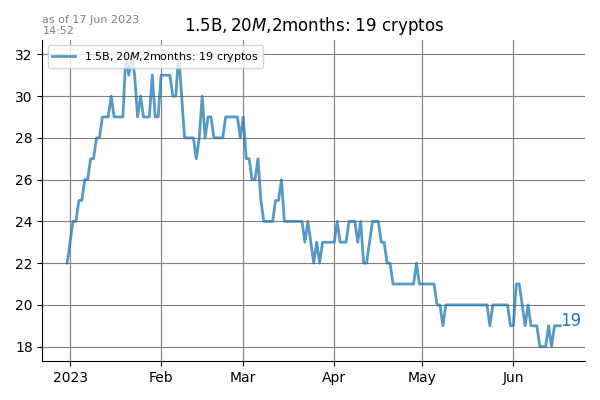 as of 17 Jun 2023
14:52
1.5B, 20M,2months: 19 cryptos
1.5B, 20M,2months: 19 cryptos
32
30
28
26
24
22
20
18
19
2023 Feb Mar Apr May Jun